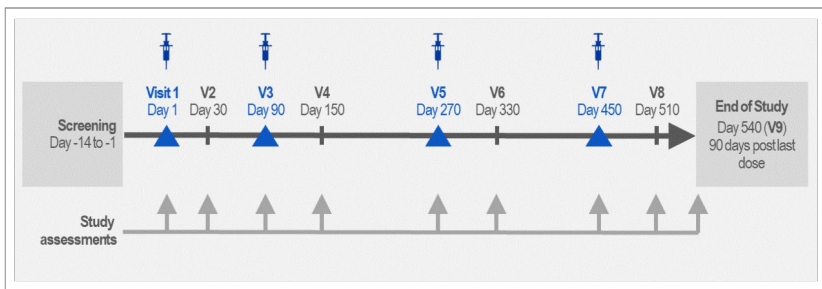 Visit 1 V2 V3 V4 V5 V6 V7 V8
Day 1 Day 30 Day 90 Day 150 Day 270 Day 330 Day 450 Day 510
Screening
Day -14 to -1
End of Study
Day 540 (V9)
90 days post last
dose
Study
assessments